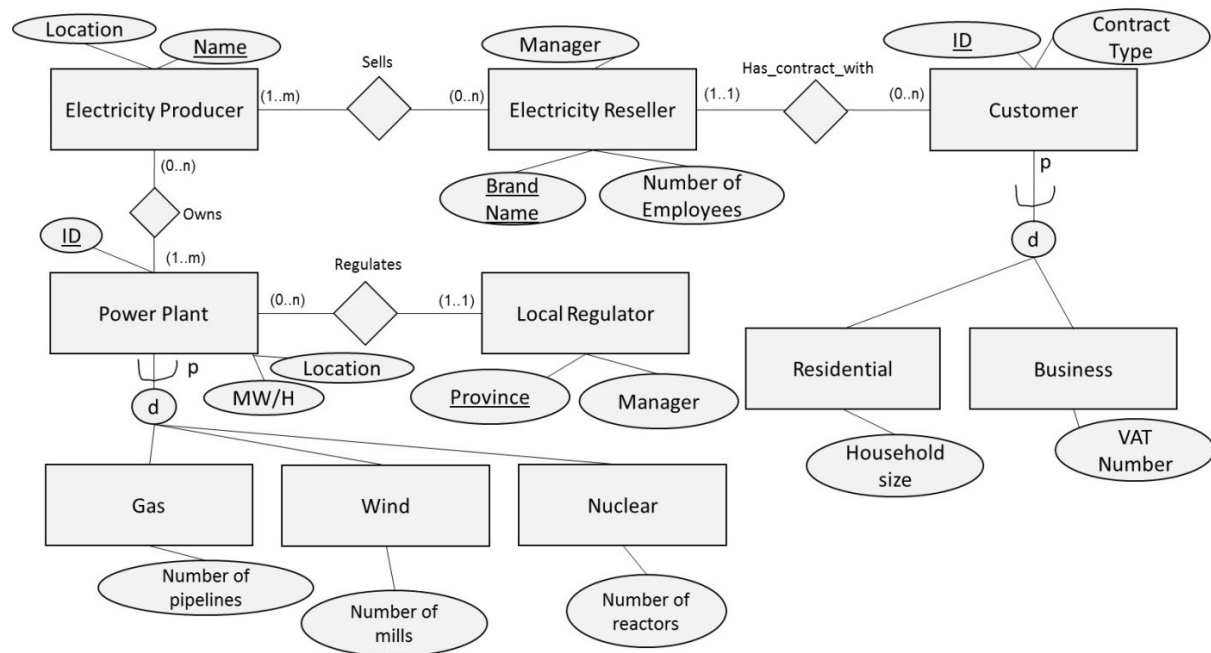 Location
Name
Manager
ID
Contract
Type
Sells
Has_contract_with
Electricity Producer
(1..m)
(0..n)
Electricity Reseller
(1..1)
(0..n)
Customer
(0..n)
Owns
Brand
Name
Number of
Employees
p
d
ID
(1..m)
Regulates
Power Plant
(0..n)
(1..1)
Local Regulator
p
Location
MW/H
Province
Manager
Residential
Business
d
Household
size
VAT
Number
Gas
Wind
Nuclear
Number of
pipelines
Number of
mills
Number of
reactors